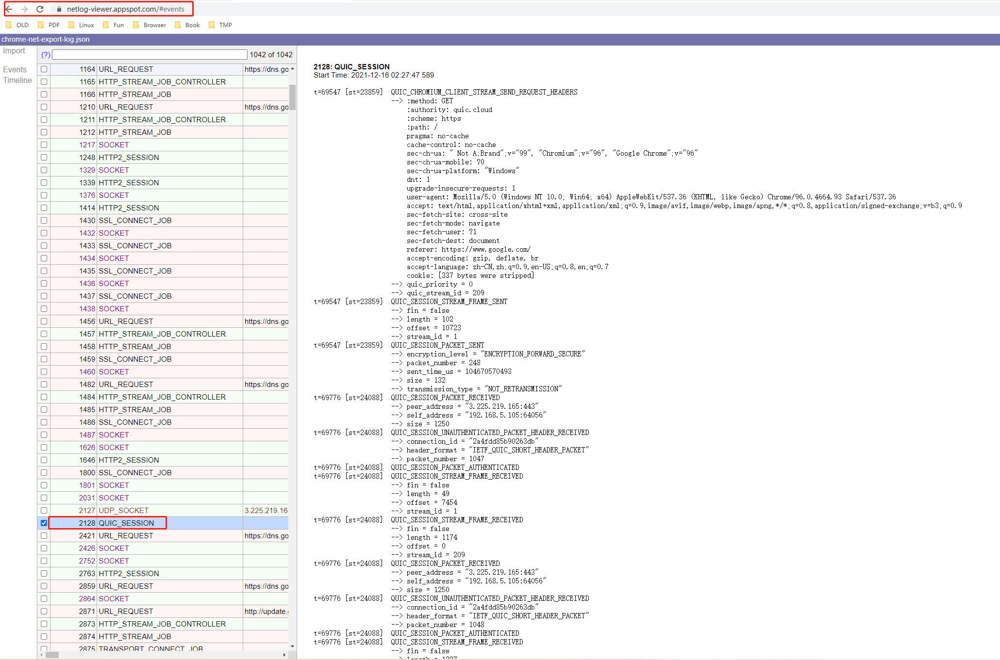 netlog-viewer.appspot.com/#events
OLD PDF Linux Fun Browser Book TMP
chrome-net-export-log.json
Import
Events
Timeline
(?) 1042 of 1042
1164 URL_REQUEST https://dns.go
1165 HTTP_STREAM_JOB_CONTROLLER
1166 HTTP_STREAM_JOB
1210 URL_REQUEST https://dns.go
1211 HTTP_STREAM_JOB_CONTROLLER
1212 HTTP_STREAM_JOB
1217 SOCKET
1248 HTTP2_SESSION
1329 SOCKET
1339 HTTP2_SESSION
1376 SOCKET
1414 HTTP2_SESSION
1430 SSL_CONNECT_JOB
1432 SOCKET
1433 SSL_CONNECT_JOB
1434 SOCKET
1435 SSL_CONNECT_JOB
1436 SOCKET
1437 SSL_CONNECT_JOB
1438 SOCKET
1456 URL_REQUEST https://dns.go
1457 HTTP_STREAM_JOB_CONTROLLER
1458 HTTP_STREAM_JOB
1459 SSL_CONNECT_JOB
1460 SOCKET
1482 URL_REQUEST https://dns.go
1484 HTTP_STREAM_JOB_CONTROLLER
1485 HTTP_STREAM_JOB
1486 SSL_CONNECT_JOB
1487 SOCKET
1626 SOCKET
1646 HTTP2_SESSION
1800 SSL_CONNECT_JOB
1801 SOCKET
2031 SOCKET
2127 UDP_SOCKET 3.225.219.16
2128 QUIC_SESSION
2421 URL_REQUEST https://dns.go
2426 SOCKET
2752 SOCKET
2763 HTTP2_SESSION
2859 URL_REQUEST https://dns.go
2864 SOCKET
2871 URL_REQUEST http://update.
2873 HTTP_STREAM_JOB_CONTROLLER
2874 HTTP_STREAM_JOB
2875 TRANSPORT_CONNECT_JOB
2128: QUIC_SESSION
Start Time: 2021-12-16 02:27:47.589
t=69547 [st=23859] QUIC_CHROMIUM_CLIENT_STREAM_SEND_REQUEST_HEADERS
--> :method: GET
:authority: quic.cloud
:scheme: https
:path: /
pragma: no-cache
cache-control: no-cache
sec-ch-ua: " Not A;Brand";v="99", "Chromium";v="96", "Google Chrome";v="96"
sec-ch-ua-mobile: ?0
sec-ch-ua-platform: "Windows"
dnt: 1
upgrade-insecure-requests: 1
user-agent: Mozilla/5.0 (Windows NT 10.0; Win64; x64) AppleWebKit/537.36 (KHTML, like Gecko) Chrome/96.0.4664.93 Safari/537.36
accept: text/html,application/xhtml+xml,application/xml;q=0.9,image/avif,image/webp,image/apng,*/*;q=0.8,application/signed-exchange;v=b3;q=0.9
sec-fetch-site: cross-site
sec-fetch-mode: navigate
sec-fetch-user: ?1
sec-fetch-dest: document
referer: https://www.google.com/
accept-encoding: gzip, deflate, br
accept-language: zh-CN,zh;q=0.9,en-US;q=0.8,en;q=0.7
cookie: [337 bytes were stripped]
--> quic_priority = 0
--> quic_stream_id = 209
t=69547 [st=23859] QUIC_SESSION_STREAM_FRAME_SENT
--> fin = false
--> length = 102
--> offset = 10723
--> stream_id = 1
t=69547 [st=23859] QUIC_SESSION_PACKET_SENT
--> encryption_level = "ENCRYPTION_FORWARD_SECURE"
--> packet_number = 248
--> sent_time_us = 104670570493
--> size = 132
--> transmission_type = "NOT_RETRANSMISSION"
t=69776 [st=24088] QUIC_SESSION_PACKET_RECEIVED
--> peer_address = "3.225.219.165:443"
--> self_address = "192.168.5.105:64056"
--> size = 1250
t=69776 [st=24088] QUIC_SESSION_UNAUTHENTICATED_PACKET_HEADER_RECEIVED
--> connection_id = "2a4fdd85b90263db"
--> header_format = "IETF_QUIC_SHORT_HEADER_PACKET"
--> packet_number = 1047
t=69776 [st=24088] QUIC_SESSION_PACKET_AUTHENTICATED
t=69776 [st=24088] QUIC_SESSION_STREAM_FRAME_RECEIVED
--> fin = false
--> length = 49
--> offset = 7454
--> stream_id = 1
t=69776 [st=24088] QUIC_SESSION_STREAM_FRAME_RECEIVED
--> fin = false
--> length = 1174
--> offset = 0
--> stream_id = 209
t=69776 [st=24088] QUIC_SESSION_PACKET_RECEIVED
--> peer_address = "3.225.219.165:443"
--> self_address = "192.168.5.105:64056"
--> size = 1250
t=69776 [st=24088] QUIC_SESSION_UNAUTHENTICATED_PACKET_HEADER_RECEIVED
--> connection_id = "2a4fdd85b90263db"
--> header_format = "IETF_QUIC_SHORT_HEADER_PACKET"
--> packet_number = 1048
t=69776 [st=24088] QUIC_SESSION_PACKET_AUTHENTICATED
t=69776 [st=24088] QUIC_SESSION_STREAM_FRAME_RECEIVED
--> fin = false